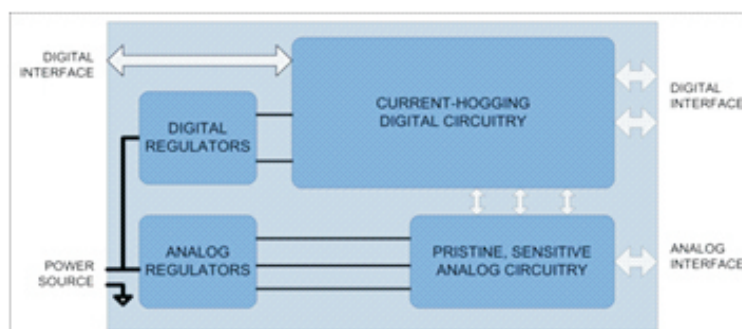 DIGITAL
INTERFACE
CURRENT-HOGGING
DIGITAL CIRCUITRY
DIGITAL
INTERFACE
DIGITAL
REGULATORS
POWER
SOURCE
ANALOG
REGULATORS
PRISTINE, SENSITIVE
ANALOG CIRCUITRY
ANALOG
INTERFACE